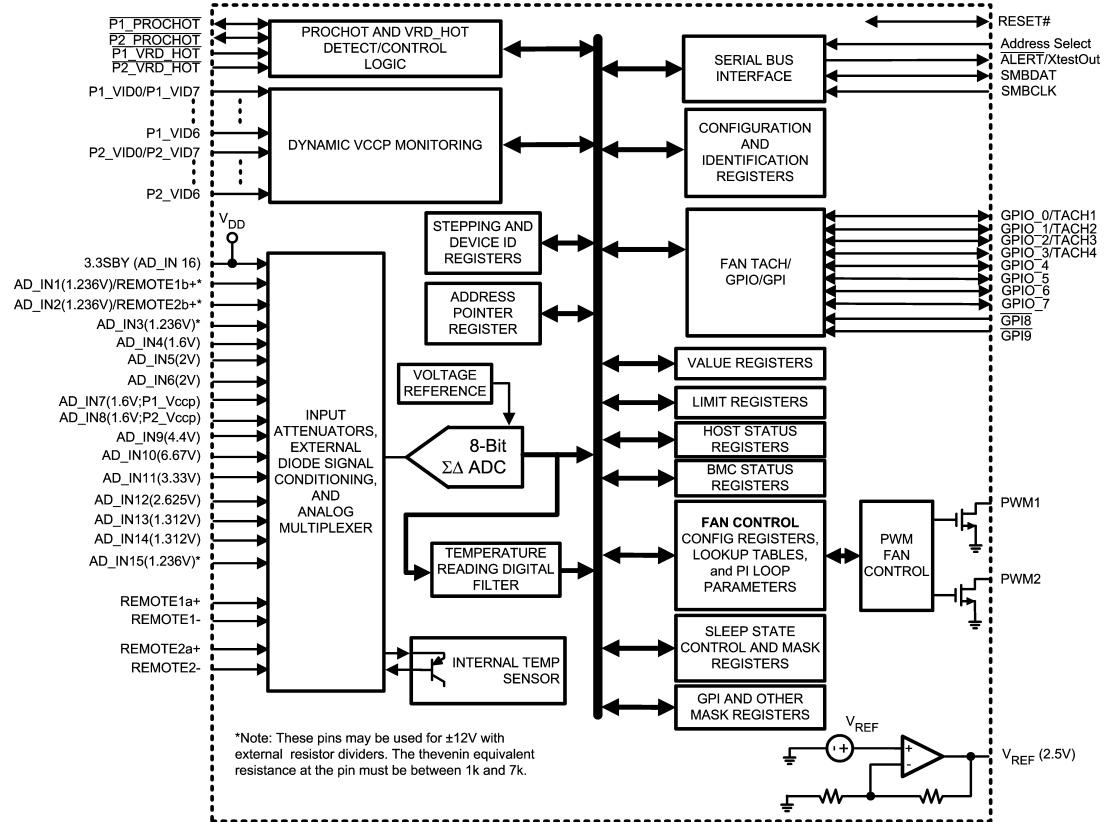 P1_PROCHOT
P2_PROCHOT
P1_VRD_HOT
P2_VRD_HOT
P1_VID0/P1_VID7
P1_VID6
P2_VID0/P2_VID7
P2_VID6
VDD
3.3SBY (AD_IN 16)
AD_IN1(1.236V)/REMOTE1b+*
AD_IN2(1.236V)/REMOTE2b+*
AD_IN3(1.236V)*
AD_IN4(1.6V)
AD_IN5(2V)
AD_IN6(2V)
AD_IN7(1.6V;P1_Vccp)
AD_IN8(1.6V;P2_Vccp)
AD_IN9(4.4V)
AD_IN10(6.67V)
AD_IN11(3.33V)
AD_IN12(2.625V)
AD_IN13(1.312V)
AD_IN14(1.312V)
AD_IN15(1.236V)*
REMOTE1a+
REMOTE1-
REMOTE2a+
REMOTE2-
PROCHOT AND VRD_HOT
DETECT/CONTROL
LOGIC
DYNAMIC VCCP MONITORING
STEPPING AND
DEVICE ID
REGISTERS
ADDRESS
POINTER
REGISTER
VOLTAGE
REFERENCE
INPUT
ATTENUATORS,
EXTERNAL
DIODE SIGNAL
CONDITIONING,
AND
ANALOG
MULTIPLEXER
8-Bit
ΣΔ ADC
TEMPERATURE
READING DIGITAL
FILTER
INTERNAL TEMP
SENSOR
*Note: These pins may be used for ±12V with
external resistor dividers. The thevenin equivalent
resistance at the pin must be between 1k and 7k.
SERIAL BUS
INTERFACE
CONFIGURATION
AND
IDENTIFICATION
REGISTERS
FAN TACH/
GPIO/GPI
VALUE REGISTERS
LIMIT REGISTERS
HOST STATUS
REGISTERS
BMC STATUS
REGISTERS
FAN CONTROL
CONFIG REGISTERS,
LOOKUP TABLES,
and PI LOOP
PARAMETERS
SLEEP STATE
CONTROL AND MASK
REGISTERS
GPI AND OTHER
MASK REGISTERS
PWM
FAN
CONTROL
RESET#
Address Select
ALERT/XtestOut
SMBDAT
SMBCLK
GPIO_0/TACH1
GPIO_1/TACH2
GPIO_2/TACH3
GPIO_3/TACH4
GPIO_4
GPIO_5
GPIO_6
GPIO_7
GPI8
GPI9
PWM1
PWM2
VREF
- +
+
-
VREF (2.5V)